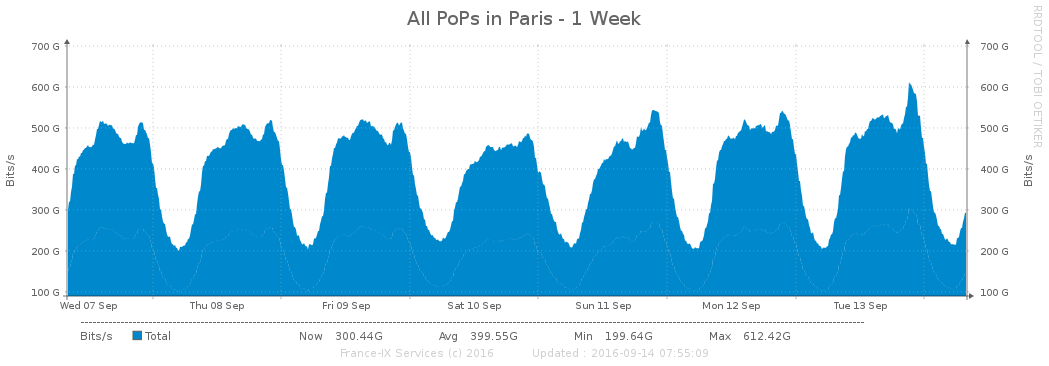 All PoPs in Paris - 1 Week
RRDTOOL / TOBI OETIKER
700 G 700 G
600 G 600 G
500 G 500 G
400 G 400 G
300 G 300 G
200 G 200 G
100 G 100 G
Bits/s Bits/s
Wed 07 Sep Thu 08 Sep Fri 09 Sep Sat 10 Sep Sun 11 Sep Mon 12 Sep Tue 13 Sep
Bits/s Total Now 300.44G Avg 399.55G Min 199.64G Max 612.42G
France-IX Services (c) 2016 Updated : 2016-09-14 07:55:09